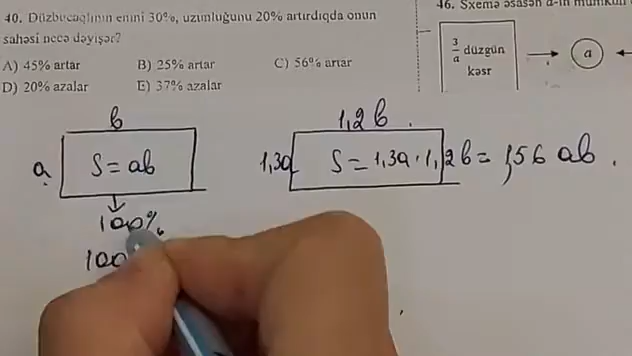 40. Düzbucaqlının enini 30%, uzunluğunu 20% artırdıqda onun
sahəsi necə dəyişər?
A) 45% artar B) 25% artar C) 56% artar
D) 20% azalar E) 37% azalar
46. Sxemə əsasən a-ın
3/a düzgün
kəsr
a
b
a S = ab
100%
100
1,2b
1,3a S = 1,3a · 1,2b = 1,56 ab.